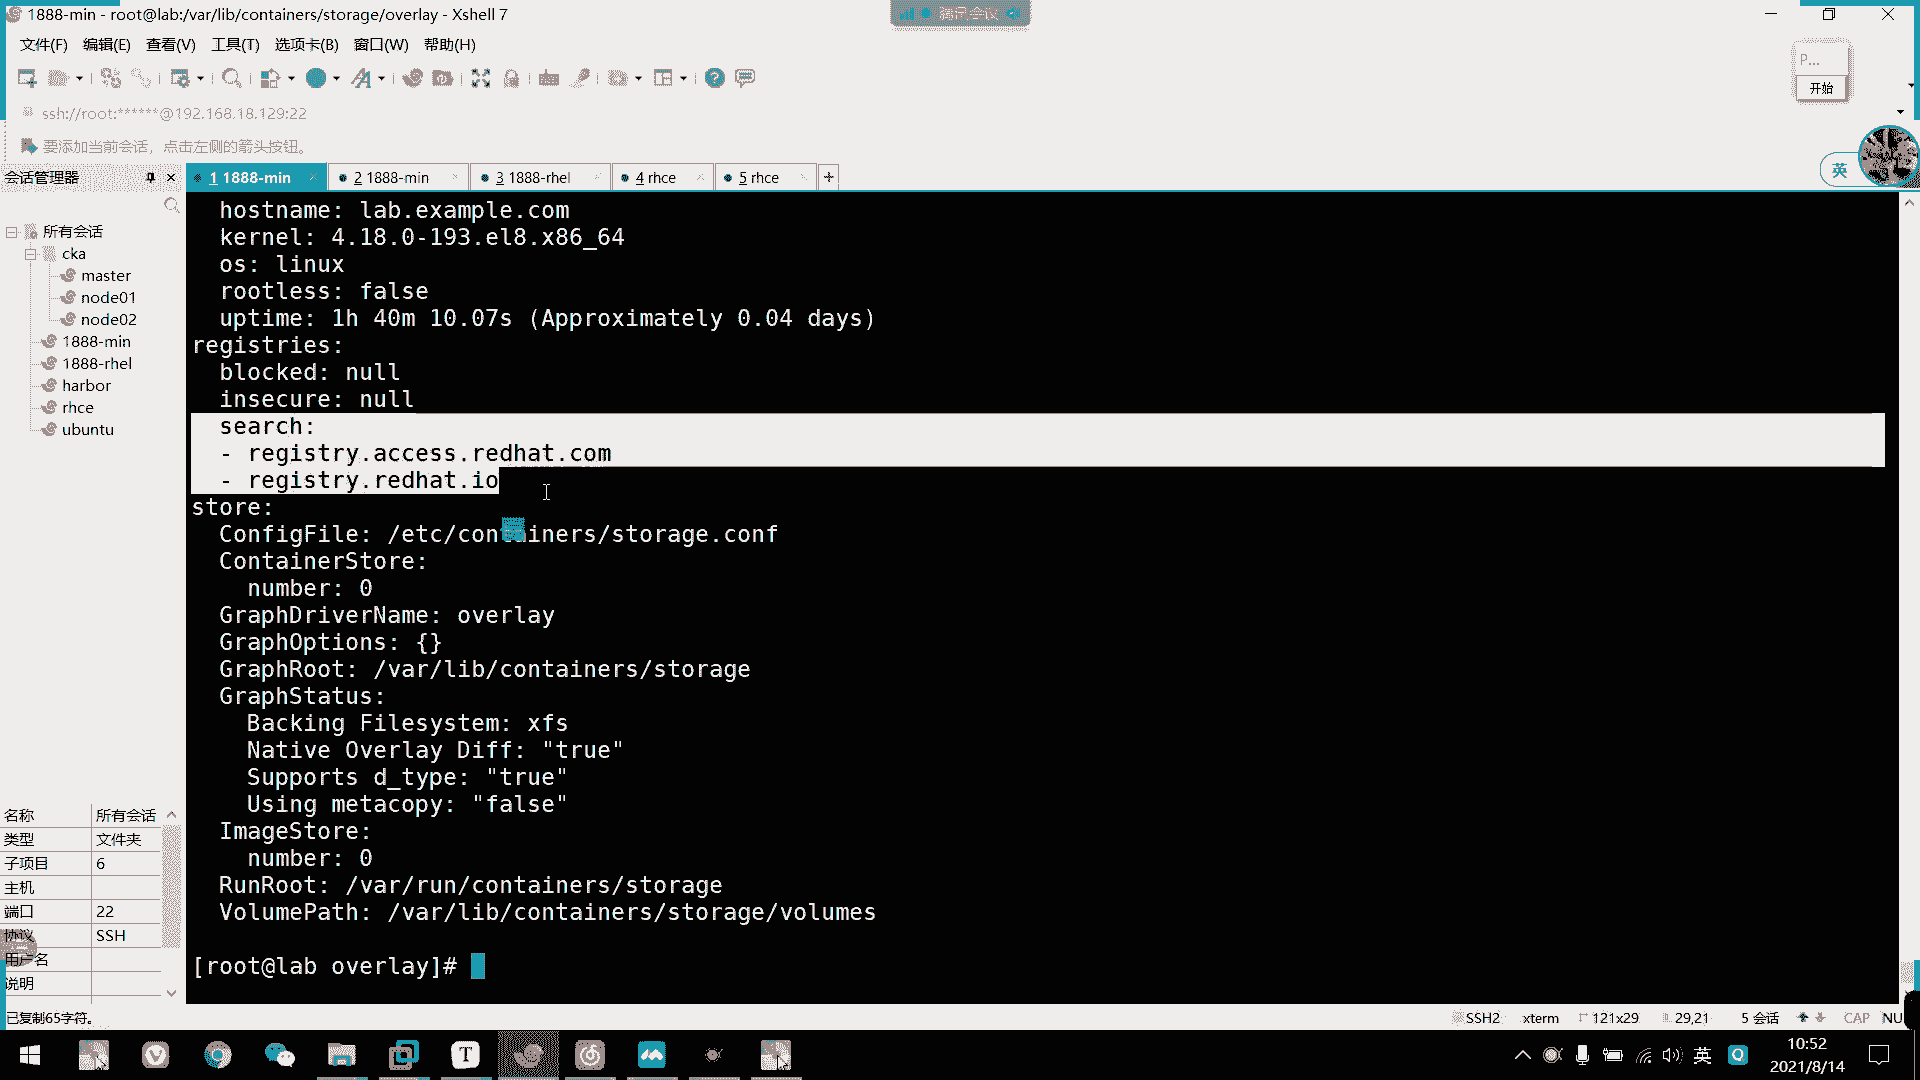 1888-min - root@lab:/var/lib/containers/storage/overlay - Xshell 7
腾讯会议
文件(F) 编辑(E) 查看(V) 工具(T) 选项卡(B) 窗口(W) 帮助(H)
P...
开始
ssh://root:******@192.168.18.129:22
要添加当前会话，点击左侧的箭头按钮。
会话管理器
1 1888-min
2 1888-min
3 1888-rhel
4 rhce
5 rhce
英
所有会话
cka
master
node01
node02
1888-min
1888-rhel
harbor
rhce
ubuntu
hostname: lab.example.com
kernel: 4.18.0-193.el8.x86_64
os: linux
rootless: false
uptime: 1h 40m 10.07s (Approximately 0.04 days)
registries:
blocked: null
insecure: null
search:
- registry.access.redhat.com
- registry.redhat.io
store:
ConfigFile: /etc/containers/storage.conf
ContainerStore:
number: 0
GraphDriverName: overlay
GraphOptions: {}
GraphRoot: /var/lib/containers/storage
GraphStatus:
Backing Filesystem: xfs
Native Overlay Diff: "true"
Supports d_type: "true"
Using metacopy: "false"
ImageStore:
number: 0
RunRoot: /var/run/containers/storage
VolumePath: /var/lib/containers/storage/volumes
[root@lab overlay]#
名称 所有会话
类型 文件夹
子项目 6
主机
端口 22
协议 SSH
用户名
说明
已复制65字符。
SSH2 xterm 121x29 29,21 5 会话 CAP NU
英
10:52
2021/8/14